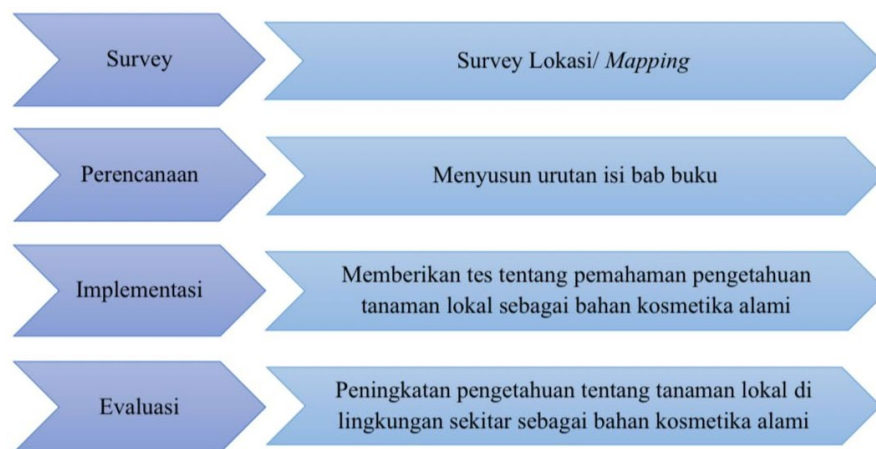 Survey
Survey Lokasi/ Mapping
Perencanaan
Menyusun urutan isi bab buku
Implementasi
Memberikan tes tentang pemahaman pengetahuan
tanaman lokal sebagai bahan kosmetika alami
Evaluasi
Peningkatan pengetahuan tentang tanaman lokal di
lingkungan sekitar sebagai bahan kosmetika alami